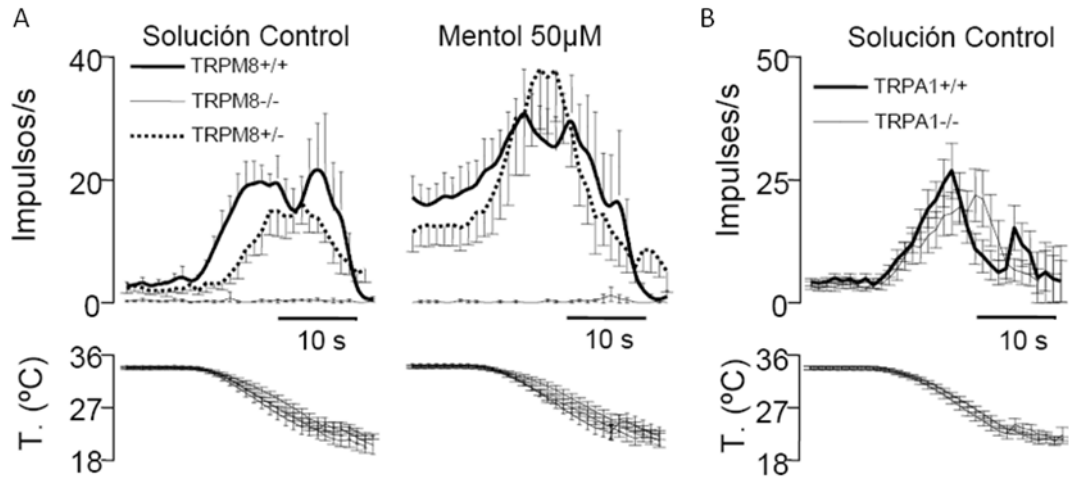 A
Solución Control
Mentol 50µM
B
Solución Control
40
20
0
Impulsos/s
TRPM8+/+
TRPM8-/-
TRPM8+/-
10 s
10 s
50
25
0
Impulses/s
TRPA1+/+
TRPA1-/-
10 s
36
27
18
T. (ºC)
36
27
18
T. (ºC)